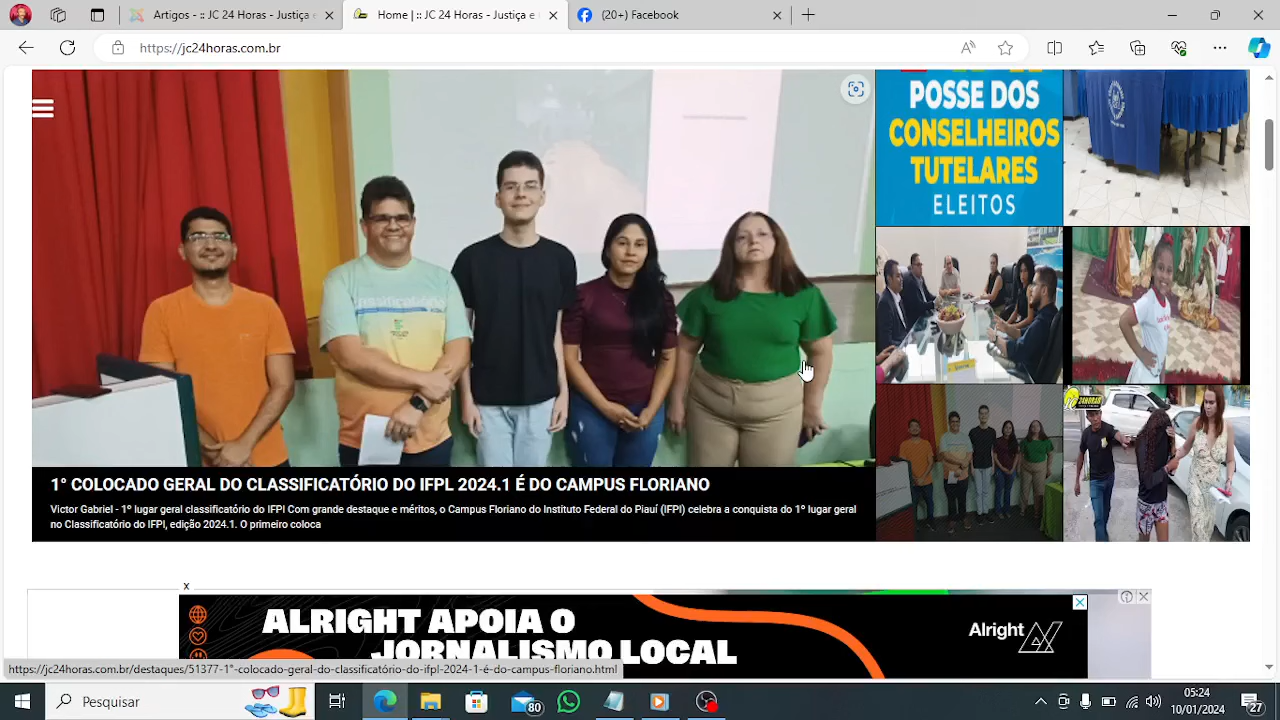 Artigos - JC 24 Horas - Justiça e
Home | :: JC 24 Horas - Justiça e
(20+) Facebook
https://jc24horas.com.br
POSSE DOS
CONSELHEIROS
TUTELARES
ELEITOS
24HORAS
1° COLOCADO GERAL DO CLASSIFICATÓRIO DO IFPL 2024.1 É DO CAMPUS FLORIANO
Victor Gabriel - 1º lugar geral classificatório do IFPI Com grande destaque e méritos, o Campus Floriano do Instituto Federal do Piauí (IFPI) celebra a conquista do 1º lugar geral
no Classificatório do IFPI, edição 2024.1. O primeiro coloca
x
ALRIGHT APOIA O
JORNALISMO LOCAL
Alright
https://jc24horas.com.br/destaques/51377-1°-colocado-geral-do-classificatório-do-ifpl-2024-1-é-do-campus-floriano.html
Pesquisar
80
05:24
10/01/2024
27